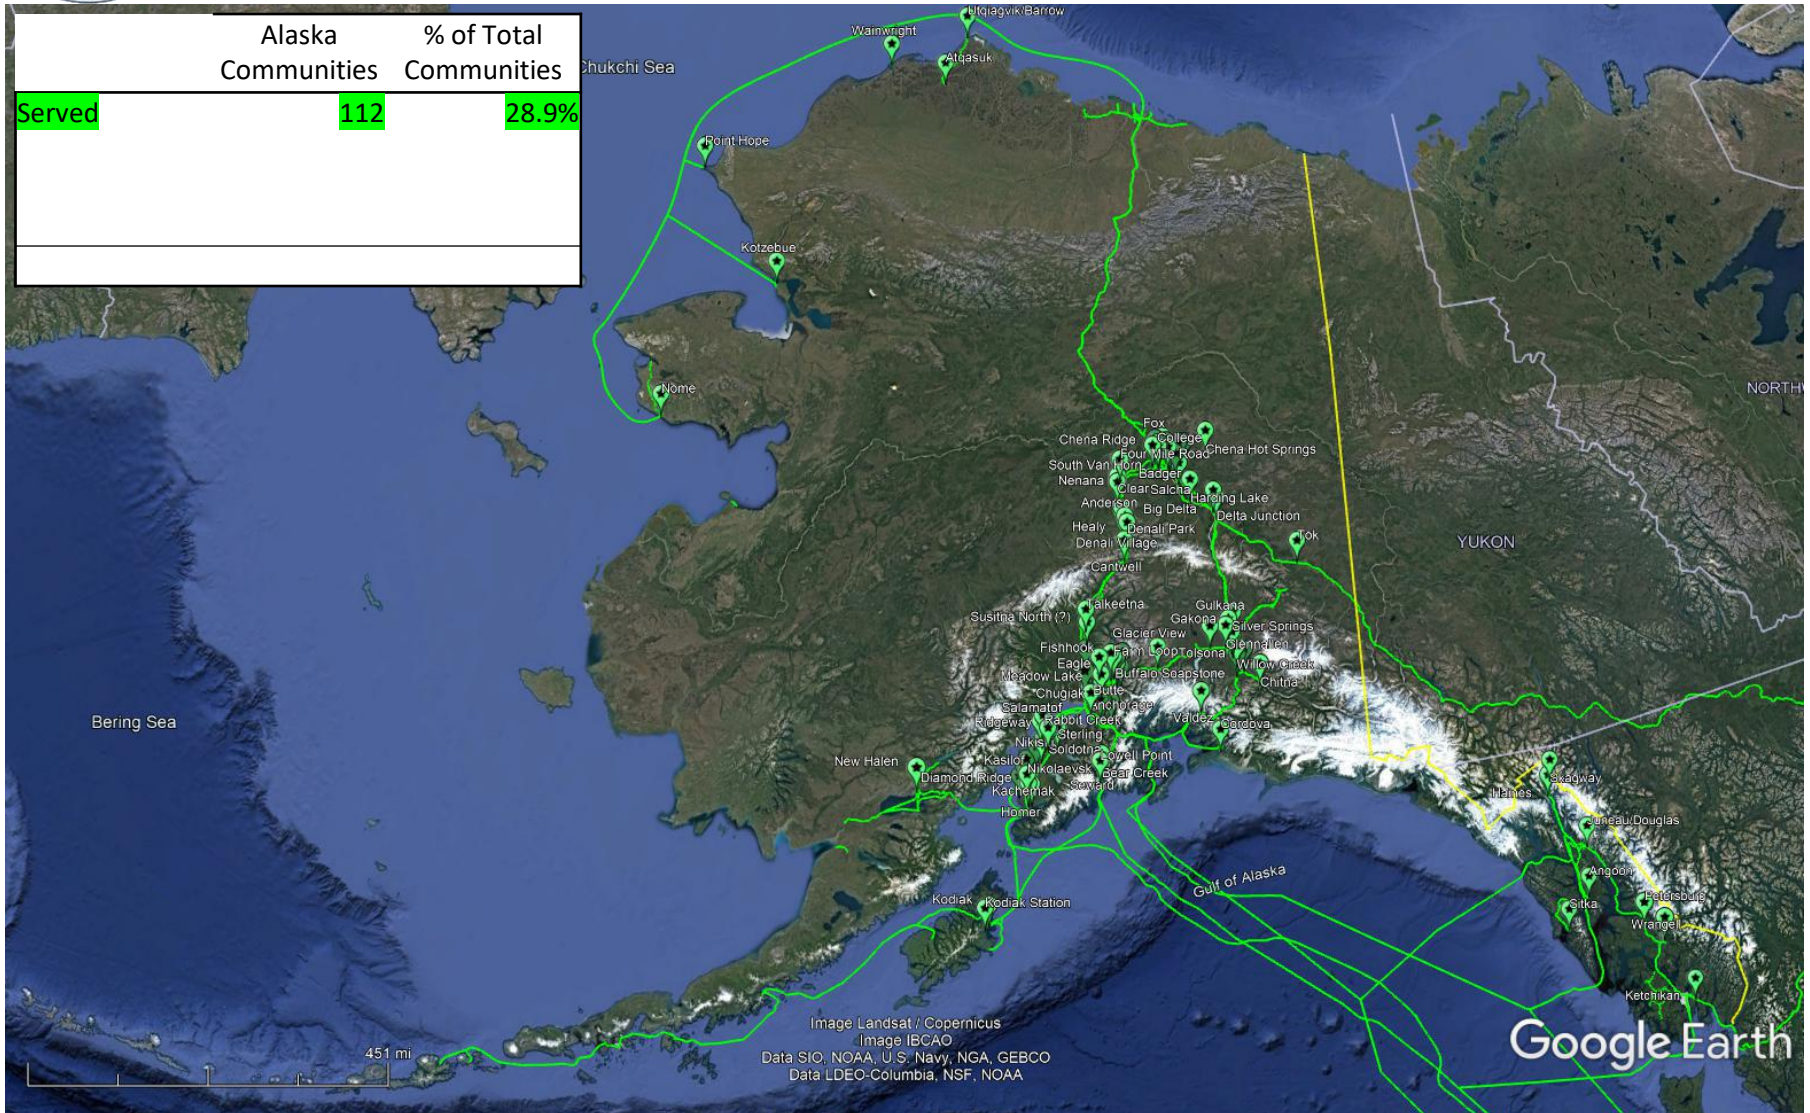 Alaska Communities
% of Total Communities
Served 112 28.9%
Utqiagvik/Barrow
Wainwright
Atqasuk
Chukchi Sea
Point Hope
Kotzebue
Nome
NORTHW
Fox
Chena Ridge
College
Chena Hot Springs
Four Mile Road
South Van Horn
Badger
Nenana
Clear
Salcha
Harding Lake
Anderson
Big Delta
Delta Junction
Healy
Denali Park
Tok
Denali Village
YUKON
Cantwell
Talkeetna
Gulkana
Susitna North (?)
Gakona
Silver Springs
Glacier View
Fishhook
Farm Loop
Tolsona
Glennallen
Eagle
Willow Creek
Meadow Lake
Buffalo Soapstone
Chitna
Chugiak
Butte
Salamatof
Anchorage
Bering Sea
Ridgeway
Rabbit Creek
Valdez
Cordova
Sterling
Nikis
Soldotna
Lowell Point
New Halen
Kasilof
Nikolaevsk
Bear Creek
Diamond Ridge
Seward
Skagway
Kachemak
Haines
Homer
Juneau/Douglas
Gulf of Alaska
Angoon
Kodiak
Kodiak Station
Petersburg
Sitka
Wrangell
Ketchikan
Image Landsat / Copernicus
Image IBCAO
Data SIO, NOAA, U.S. Navy, NGA, GEBCO
Data LDEO-Columbia, NSF, NOAA
451 mi
Google Earth